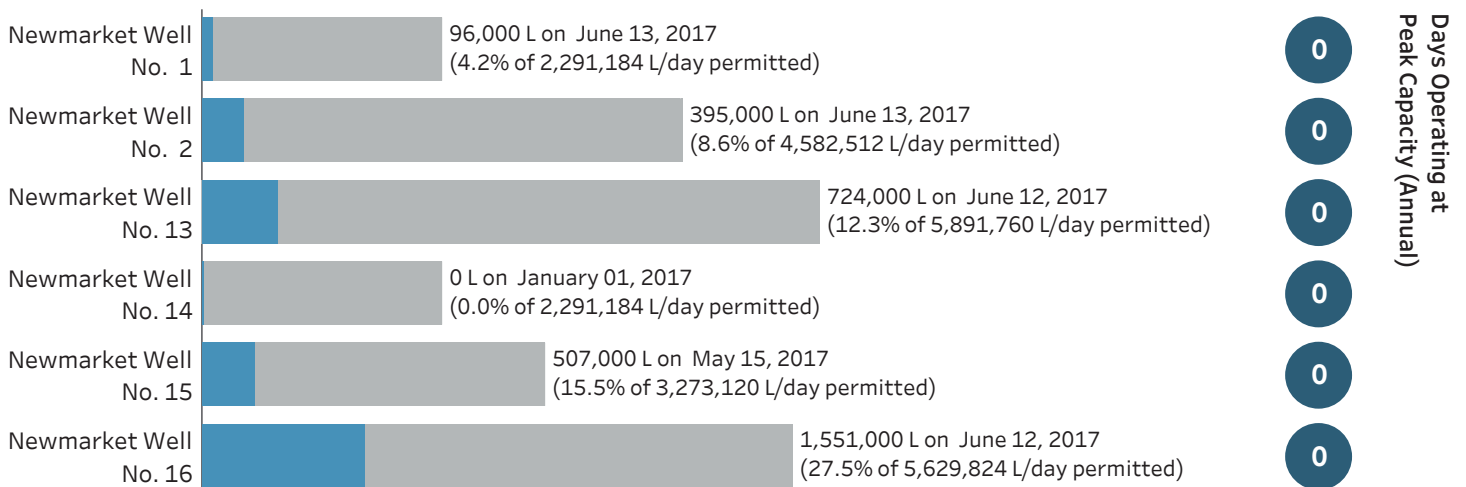 Newmarket Well
No. 1
96,000 L on June 13, 2017
(4.2% of 2,291,184 L/day permitted)
0
Newmarket Well
No. 2
395,000 L on June 13, 2017
(8.6% of 4,582,512 L/day permitted)
0
Newmarket Well
No. 13
724,000 L on June 12, 2017
(12.3% of 5,891,760 L/day permitted)
0
Newmarket Well
No. 14
0 L on January 01, 2017
(0.0% of 2,291,184 L/day permitted)
0
Newmarket Well
No. 15
507,000 L on May 15, 2017
(15.5% of 3,273,120 L/day permitted)
0
Newmarket Well
No. 16
1,551,000 L on June 12, 2017
(27.5% of 5,629,824 L/day permitted)
0
Days Operating at
Peak Capacity (Annual)